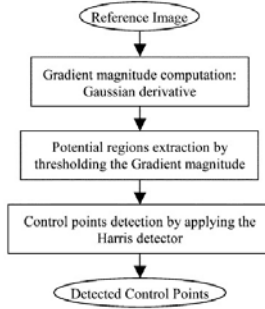 Reference Image
Gradient magnitude computation:
Gaussian derivative
Potential regions extraction by
thresholding the Gradient magnitude
Control points detection by applying the
Harris detector
Detected Control Points